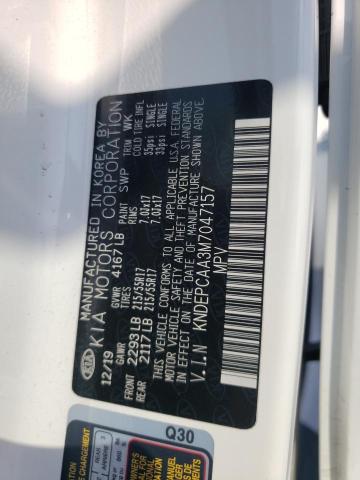 KIA
MANUFACTURED IN KOREA BY
KIA MOTORS CORPORATION
12/19 GVWR 4167LB PAINT SWP TRIM WK
GAWR TIRES RIMS COLD TIRE INFL
FRONT 2293LB 215/55R17 7.0Jx17 35psi SINGLE
REAR 2117LB 215/55R17 7.0Jx17 33psi SINGLE
THIS VEHICLE CONFORMS TO ALL APPLICABLE U.S.A. FEDERAL
MOTOR VEHICLE SAFETY AND THEFT PREVENTION STANDARDS
IN EFFECT ON THE DATE OF MANUFACTURE SHOWN ABOVE.
V.I.N KNDEPCAA3M7047157
MPV
Q30
REAR